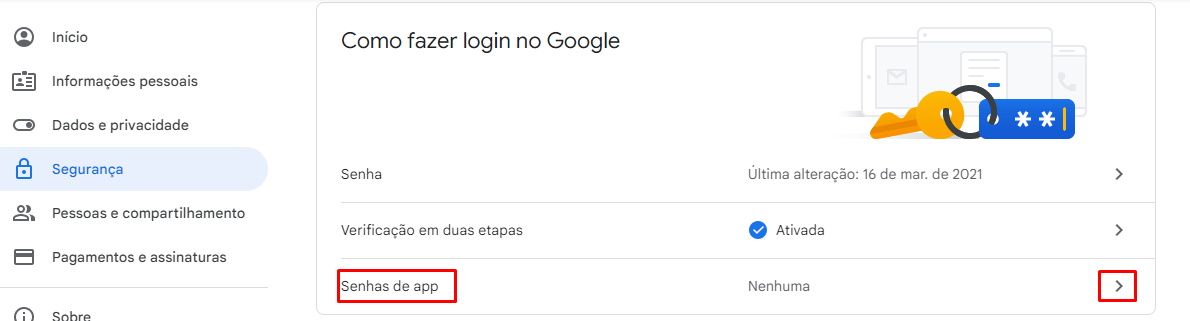 Início
Informações pessoais
Dados e privacidade
Segurança
Pessoas e compartilhamento
Pagamentos e assinaturas
Sobre
Como fazer login no Google
Senha Última alteração: 16 de mar. de 2021
Verificação em duas etapas Ativada
Senhas de app Nenhuma